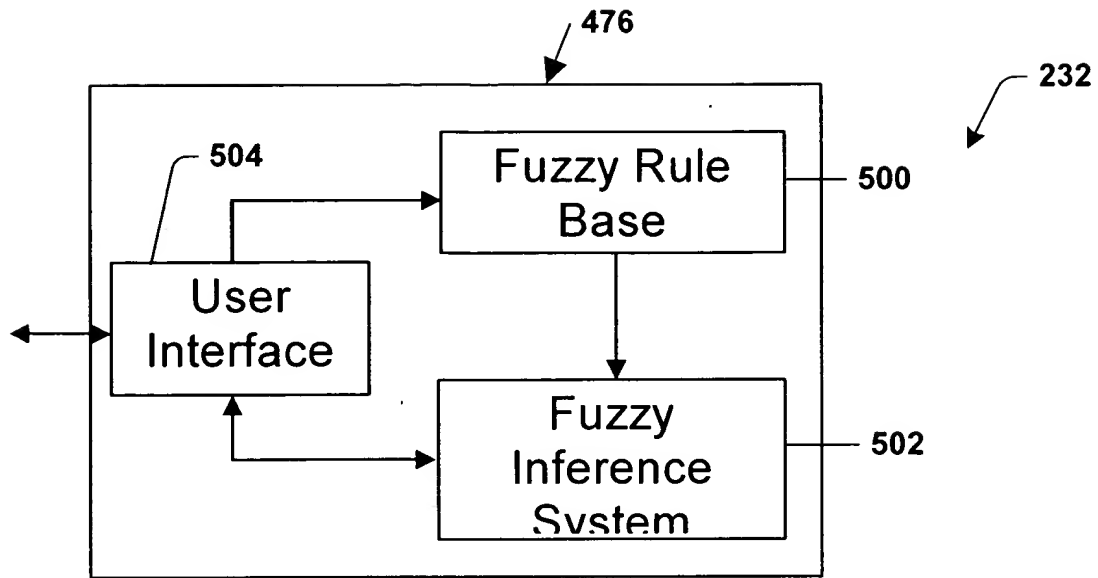 476
232
504
Fuzzy Rule
Base
500
User
Interface
Fuzzy
Inference
System
502